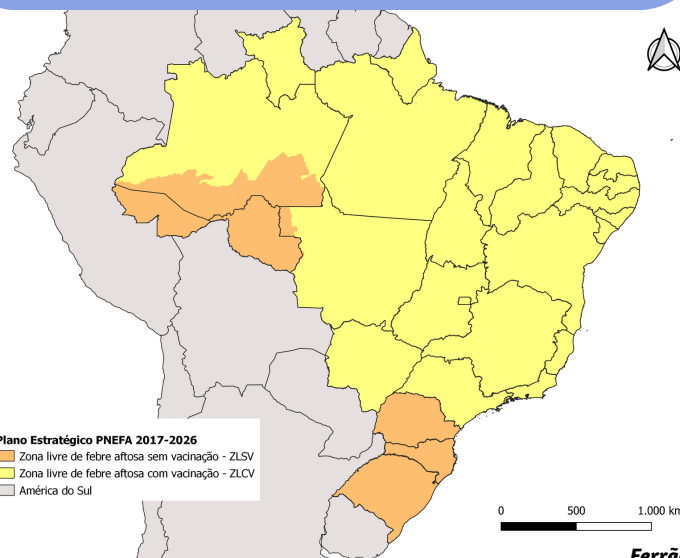 Plano Estratégico PNEFA 2017-2026
Zona livre de febre aftosa sem vacinação - ZLSV
Zona livre de febre aftosa com vacinação - ZLCV
América do Sul
0 500 1.000 km